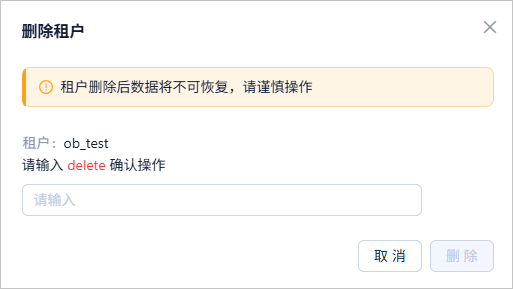 删除租户
租户删除后数据将不可恢复，请谨慎操作
租户：ob_test
请输入 delete 确认操作
请输入
取 消
删 除